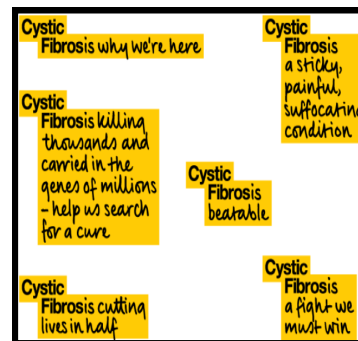 Cystic
Fibrosis why we're here
Cystic
Fibrosis
a sticky,
painful,
suffocating
condition
Cystic
Fibrosis killing
thousands and
carried in the
genes of millions
– help us search
for a cure
Cystic
Fibrosis
beatable
Cystic
Fibrosis cutting
lives in half
Cystic
Fibrosis
a fight we
must win